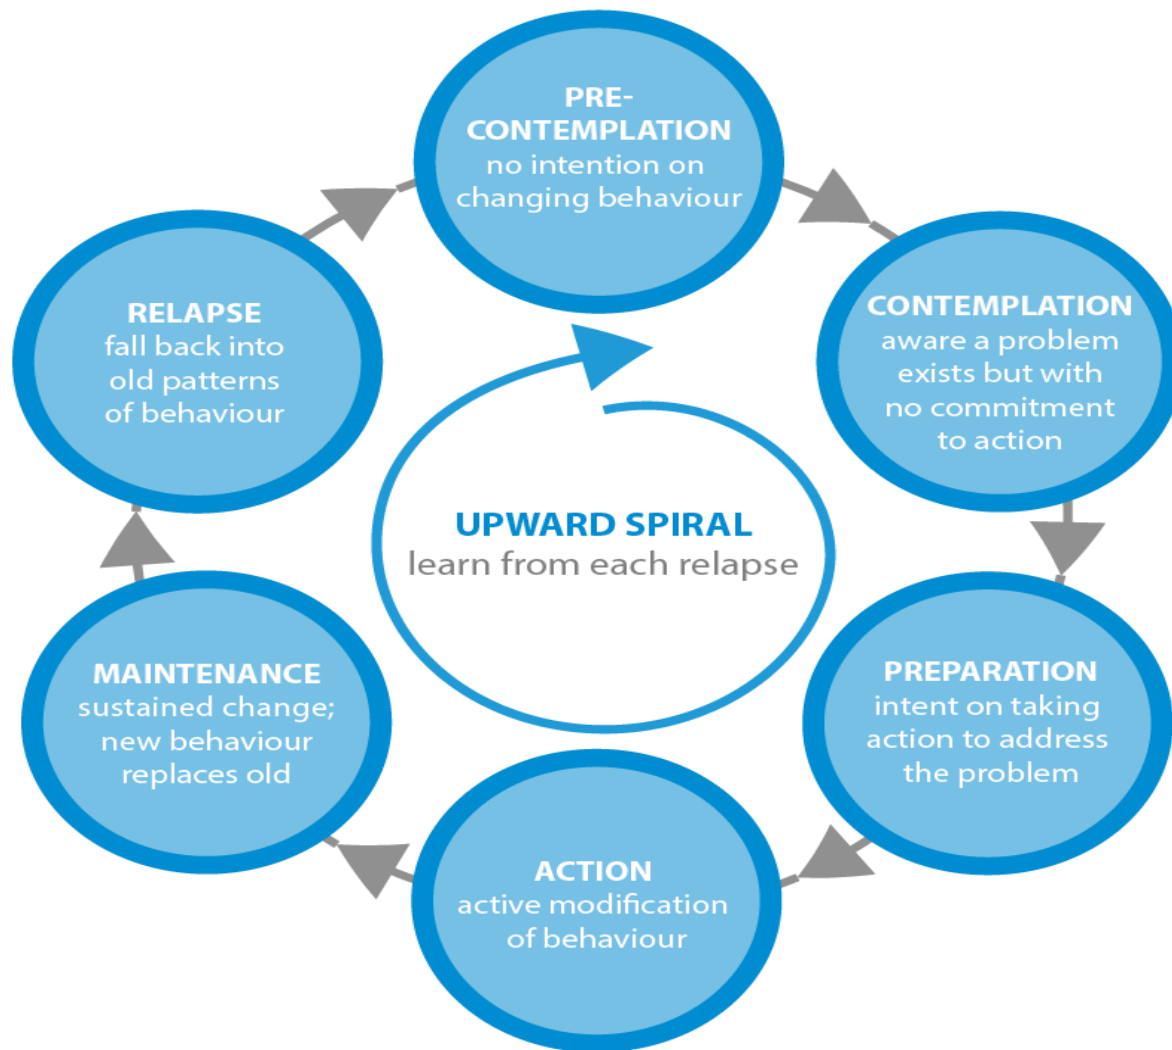 PRE-
CONTEMPLATION
no intention on
changing behaviour
CONTEMPLATION
aware a problem
exists but with
no commitment
to action
PREPARATION
intent on taking
action to address
the problem
ACTION
active modification
of behaviour
MAINTENANCE
sustained change;
new behaviour
replaces old
RELAPSE
fall back into
old patterns
of behaviour
UPWARD SPIRAL
learn from each relapse